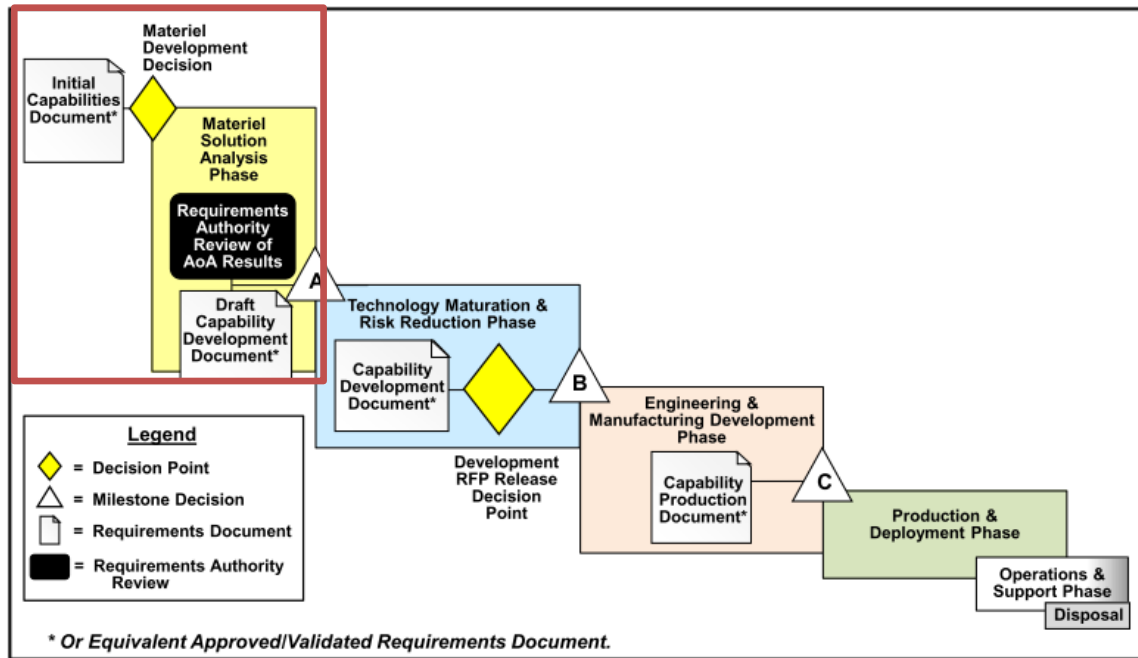 Materiel
Development
Decision
Initial
Capabilities
Document*
Materiel
Solution
Analysis
Phase
Requirements
Authority
Review of
AoA Results
A
Draft
Capability
Development
Document*
Technology Maturation &
Risk Reduction Phase
Capability
Development
Document*
B
Development
RFP Release
Decision
Point
Engineering &
Manufacturing Development
Phase
Capability
Production
Document*
C
Production &
Deployment Phase
Operations &
Support Phase
Disposal
Legend
= Decision Point
= Milestone Decision
= Requirements Document
= Requirements Authority
Review
* Or Equivalent Approved/Validated Requirements Document.